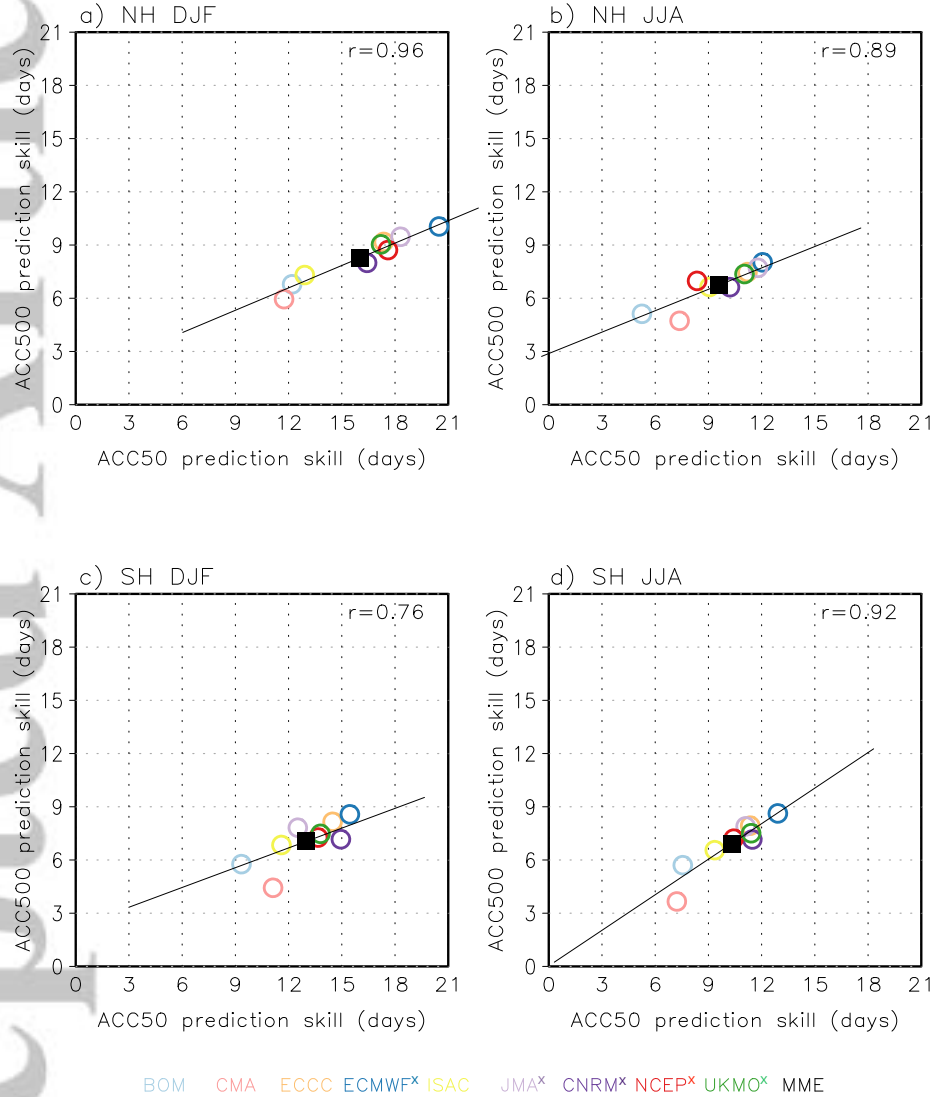 a) NH DJF
r=0.96
ACC500 prediction skill (days)
21
18
15
12
9
6
3
0
0 3 6 9 12 15 18 21
ACC50 prediction skill (days)
b) NH JJA
r=0.89
ACC500 prediction skill (days)
21
18
15
12
9
6
3
0
0 3 6 9 12 15 18 21
ACC50 prediction skill (days)
c) SH DJF
r=0.76
ACC500 prediction skill (days)
21
18
15
12
9
6
3
0
0 3 6 9 12 15 18 21
ACC50 prediction skill (days)
d) SH JJA
r=0.92
ACC500 prediction skill (days)
21
18
15
12
9
6
3
0
0 3 6 9 12 15 18 21
ACC50 prediction skill (days)
BOM CMA ECCC ECMWFˣ ISAC JMAˣ CNRMˣ NCEPˣ UKMOˣ MME